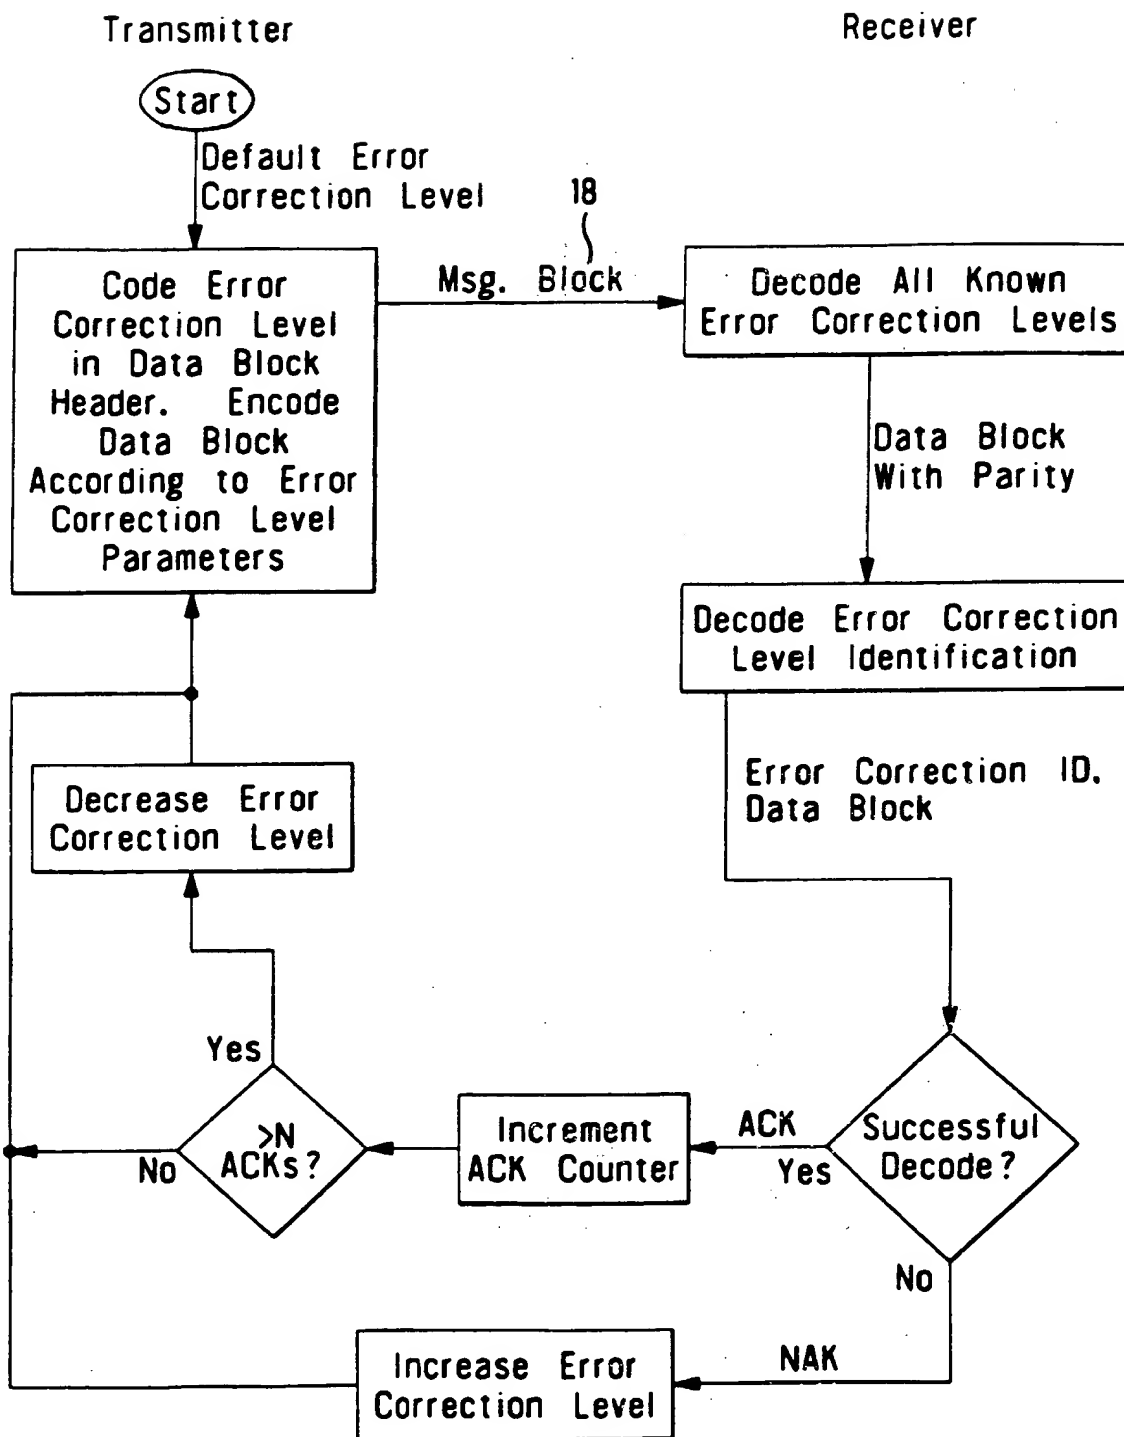 Transmitter
Receiver
Start
Default Error
Correction Level
18
Msg. Block
Code Error
Correction Level
in Data Block
Header. Encode
Data Block
According to Error
Correction Level
Parameters
Decode All Known
Error Correction Levels
Data Block
With Parity
Decode Error Correction
Level Identification
Error Correction ID.
Data Block
Decrease Error
Correction Level
Yes
>N
ACKs?
No
Increment
ACK Counter
ACK
Yes
Successful
Decode?
No
NAK
Increase Error
Correction Level